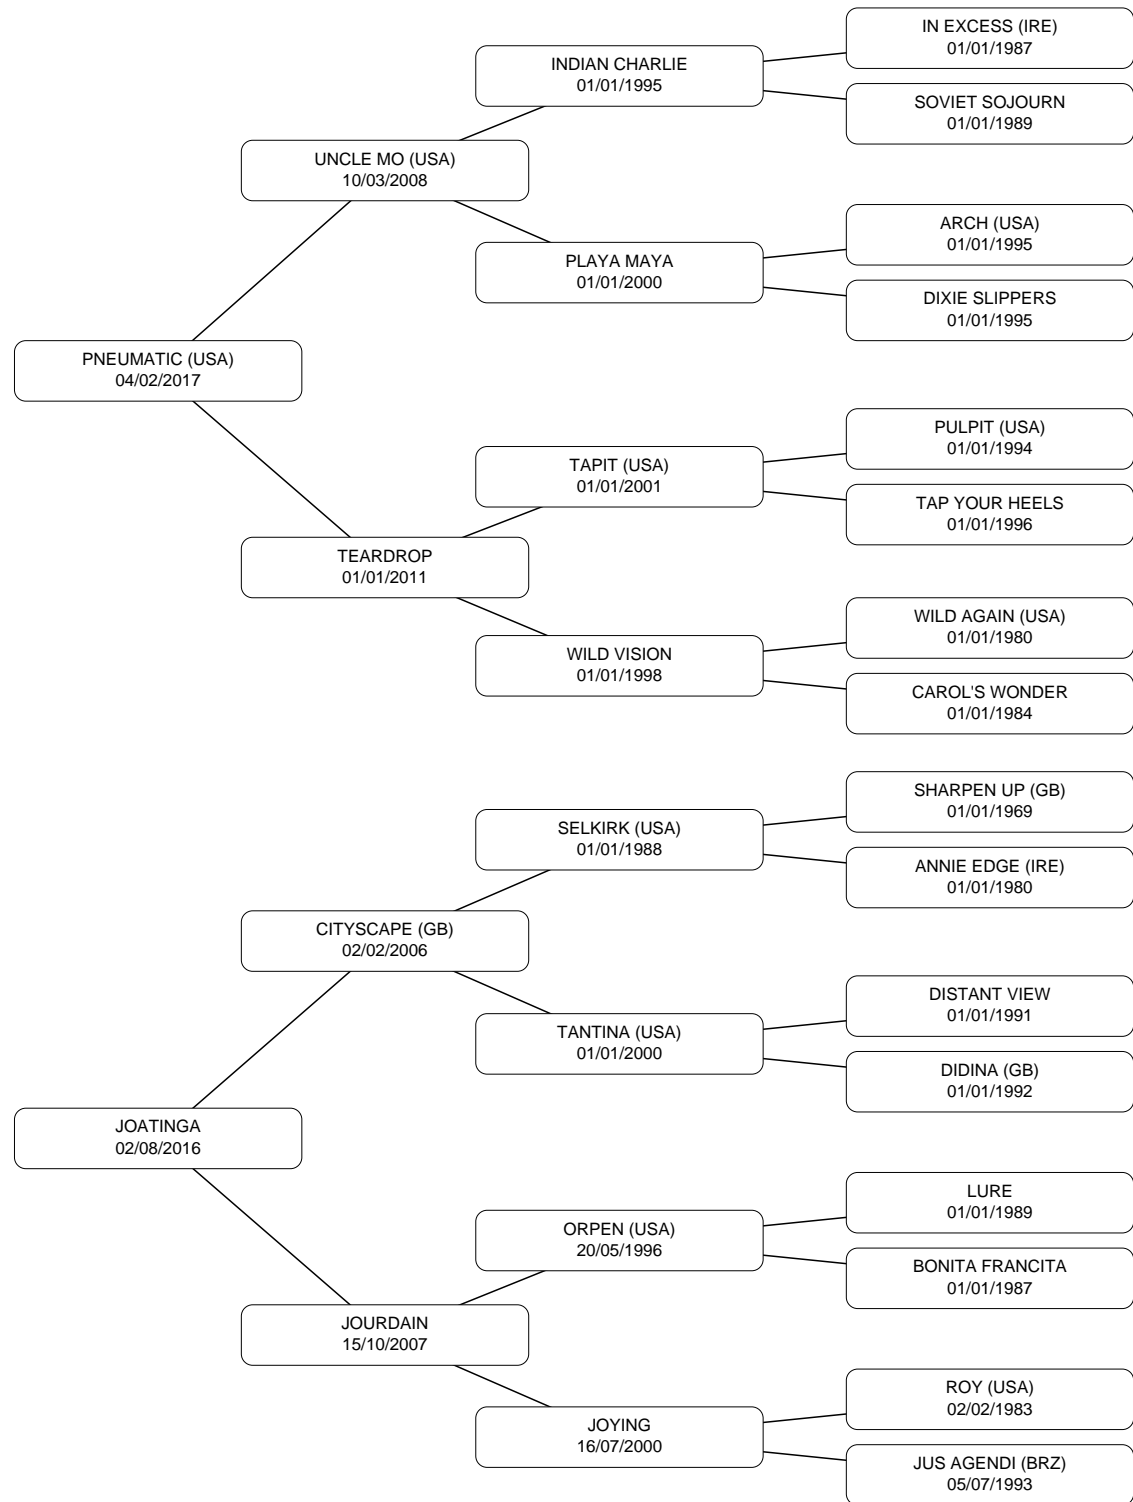 IN EXCESS (IRE)
01/01/1987
INDIAN CHARLIE
01/01/1995
SOVIET SOJOURN
01/01/1989
UNCLE MO (USA)
10/03/2008
ARCH (USA)
01/01/1995
PLAYA MAYA
01/01/2000
DIXIE SLIPPERS
01/01/1995
PNEUMATIC (USA)
04/02/2017
PULPIT (USA)
01/01/1994
TAPIT (USA)
01/01/2001
TAP YOUR HEELS
01/01/1996
TEARDROP
01/01/2011
WILD AGAIN (USA)
01/01/1980
WILD VISION
01/01/1998
CAROL'S WONDER
01/01/1984
SHARPEN UP (GB)
01/01/1969
SELKIRK (USA)
01/01/1988
ANNIE EDGE (IRE)
01/01/1980
CITYSCAPE (GB)
02/02/2006
DISTANT VIEW
01/01/1991
TANTINA (USA)
01/01/2000
DIDINA (GB)
01/01/1992
JOATINGA
02/08/2016
LURE
01/01/1989
ORPEN (USA)
20/05/1996
BONITA FRANCITA
01/01/1987
JOURDAIN
15/10/2007
ROY (USA)
02/02/1983
JOYING
16/07/2000
JUS AGENDI (BRZ)
05/07/1993